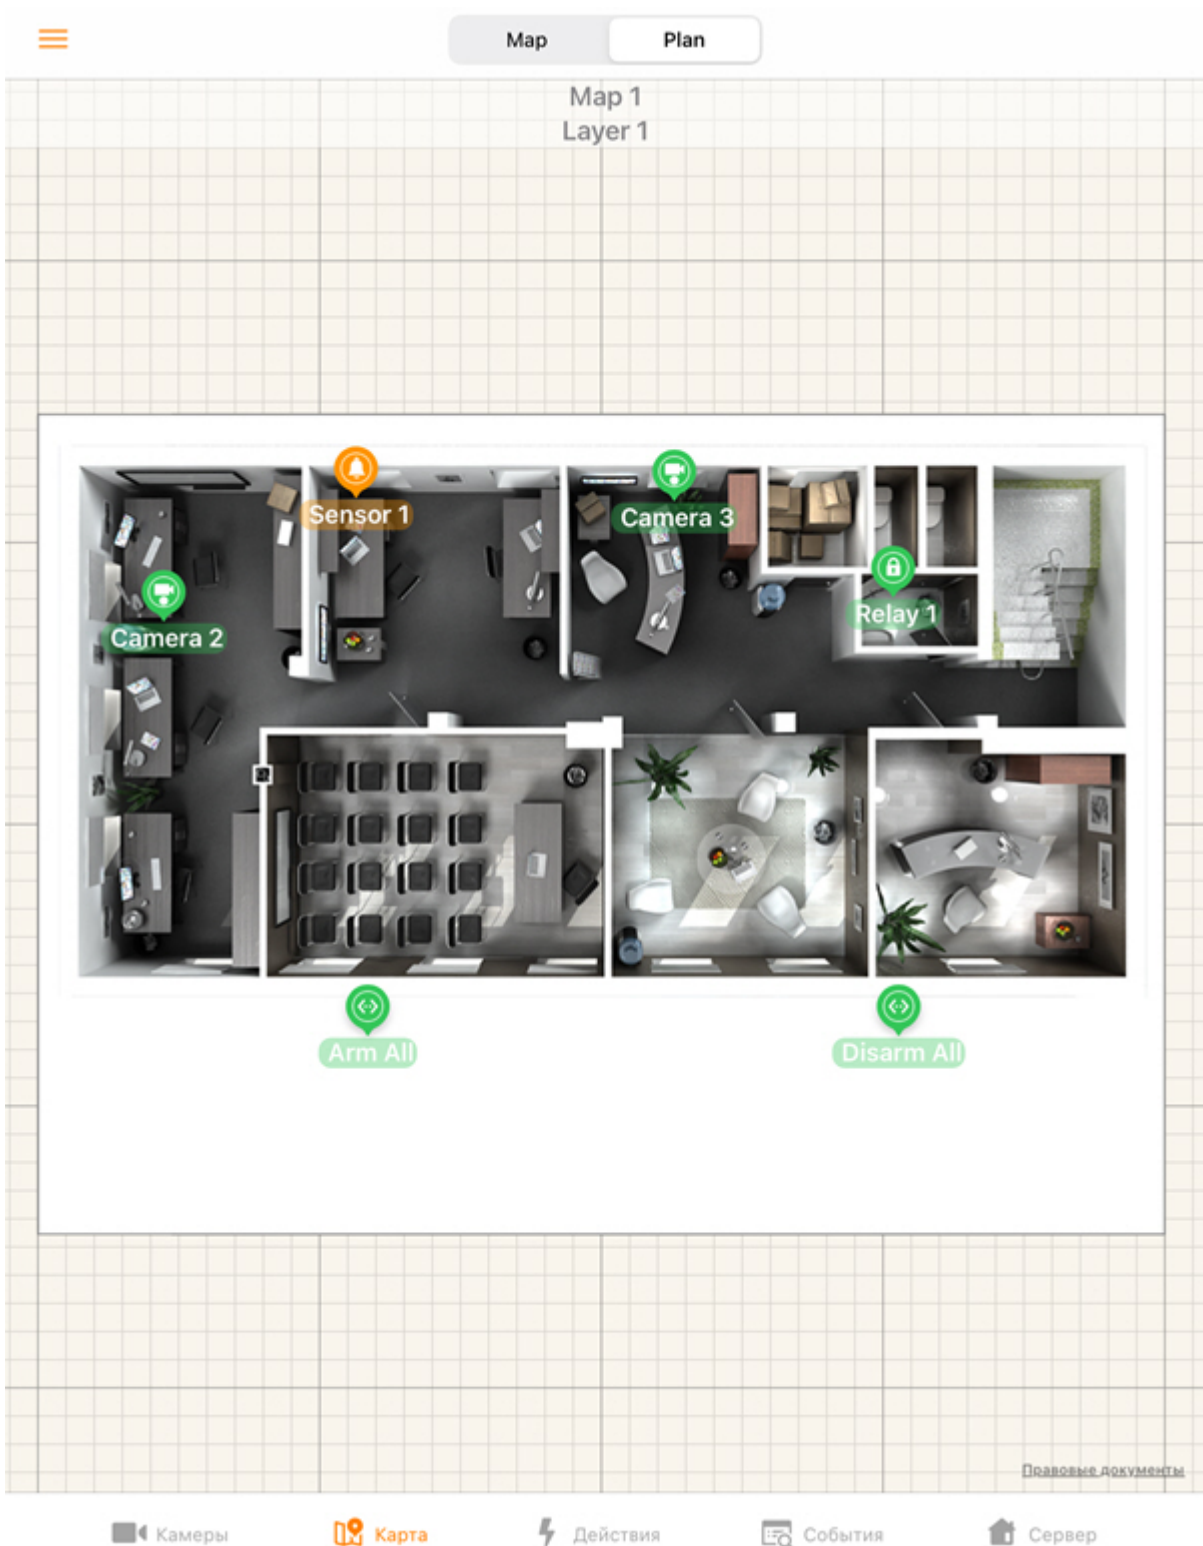 Map Plan
Map 1
Layer 1
Sensor 1
Camera 3
Camera 2
Relay 1
Arm All
Disarm All
Правовые документы
Камеры Карта Действия События Сервер